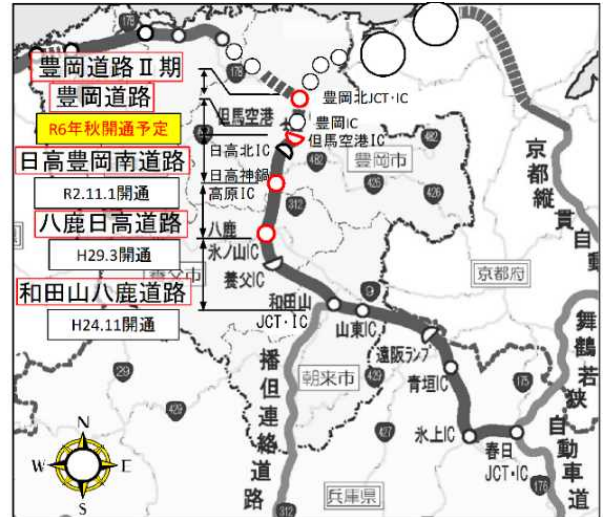 178
豊岡道路Ⅱ期
178
豊岡道路
豊岡北JCT・IC
但馬空港
豊岡IC
R6年秋開通予定
但馬空港IC
482
日高北IC
482
豊岡市
日高豊岡南道路
日高神鍋
高原IC
426
426
R2.11.1開通
312
八鹿日高道路
八鹿
氷ノ山IC
H29.3開通
養父市
養父IC
京都府
京都縦貫自動
和田山八鹿道路
和田山
JCT・IC
9
山東IC
H24.11開通
遠阪ランプ
舞鶴若狭自動車道
播但連絡道路
朝来市
29
429
429
青垣IC
175
427
氷上IC
春日
JCT・IC
176
N
W
E
S
312
兵庫県